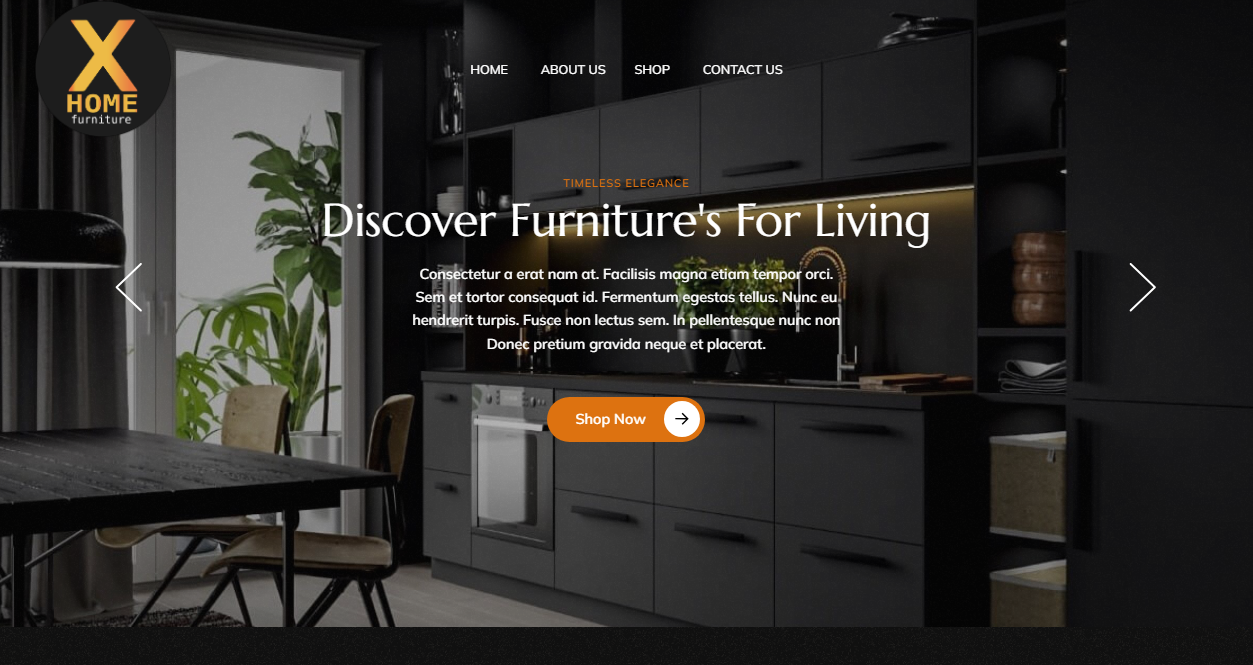 X
HOME
furniture
HOME ABOUT US SHOP CONTACT US
TIMELESS ELEGANCE
Discover Furniture's For Living
Consectetur a erat nam at. Facilisis magna etiam tempor orci.
Sem et tortor consequat id. Fermentum egestas tellus. Nunc eu
hendrerit turpis. Fusce non lectus sem. In pellentesque nunc non
Donec pretium gravida neque et placerat.
Shop Now